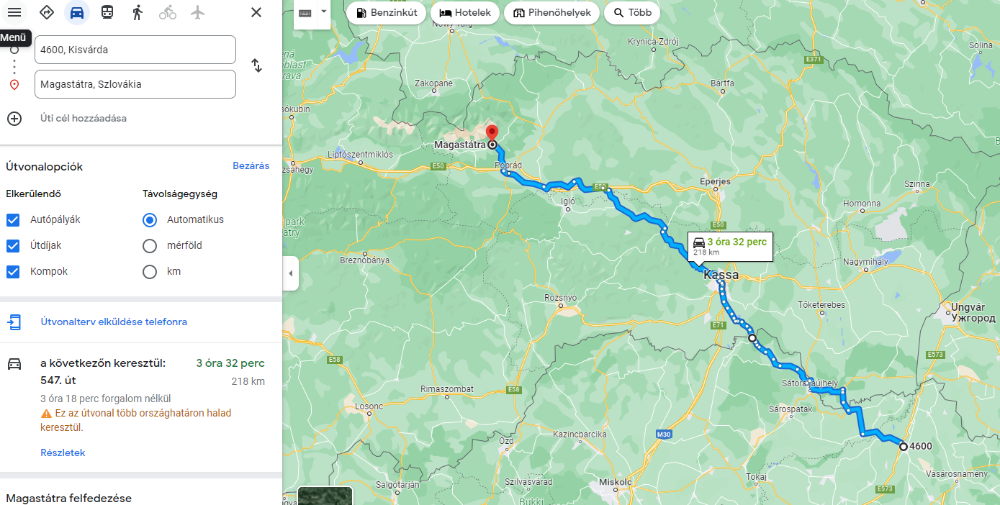 Menü
4600, Kisvárda
Magastátra, Szlovákia
Úti cél hozzáadása
Útvonalopciók
Bezárás
Elkerülendő
Távolságegység
Autópályák
Automatikus
Útdíjak
mérföld
Kompok
km
Útvonalterv elküldése telefonra
a következőn keresztül:
3 óra 32 perc
547. út
218 km
3 óra 18 perc forgalom nélkül
Ez az útvonal több országhatáron halad
keresztül.
Részletek
Magastátra felfedezése
Benzinkút
Hotelek
Pihenőhelyek
Több
Nowy Targ
Krynica-Zdrój
Solina
E371
Zakopane
Bártfa
Magastátra
Liptószentmiklós
E50
Poprád
E50
Eperjes
Szinna
Igló
Homonna
E50
3 óra 32 perc
218 km
Breznóbánya
Kassa
Nagymihály
Rozsnyó
Tőketerebes
Ungvár
Ужгород
E71
E58
E573
Sátoraljaújhely
Rimaszombat
E58
Losonc
Sárospatak
Kazincbarcika
M30
Ózd
4600
Vásárosnamény
Tokaj
Szilvásvárad
Miskolc
Salgótarján
E573
Bükki